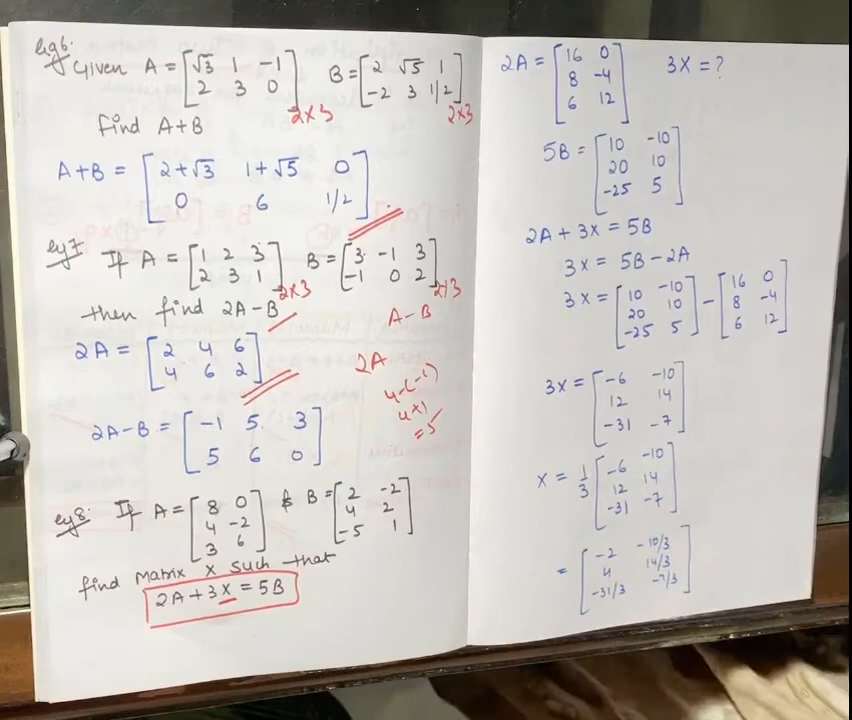 eg6. Given A = [√3 1 -1
2 3 0]2×3 B = [2 √5 1
-2 3 1/2]2×3
find A+B
A+B = [2+√3 1+√5 0
0 6 1/2]
eg7. If A = [1 2 3
2 3 1]2×3 B = [3 -1 3
-1 0 2]2×3
then find 2A-B
A-B
2A = [2 4 6
4 6 2]
2A
4-(-1)
4+1
=5
2A-B = [-1 5 3
5 6 0]
eg8. If A = [8 0
4 -2
3 6] & B = [2 -2
4 2
-5 1]
find Matrix X such that
2A+3X = 5B
2A = [16 0
8 -4
6 12]
3X = ?
5B = [10 -10
20 10
-25 5]
2A + 3X = 5B
3X = 5B-2A
3X = [10 -10
20 10
-25 5] - [16 0
8 -4
6 12]
3X = [-6 -10
12 14
-31 -7]
X = 1/3 [-6 -10
12 14
-31 -7]
= [-2 -10/3
4 14/3
-31/3 -7/3]